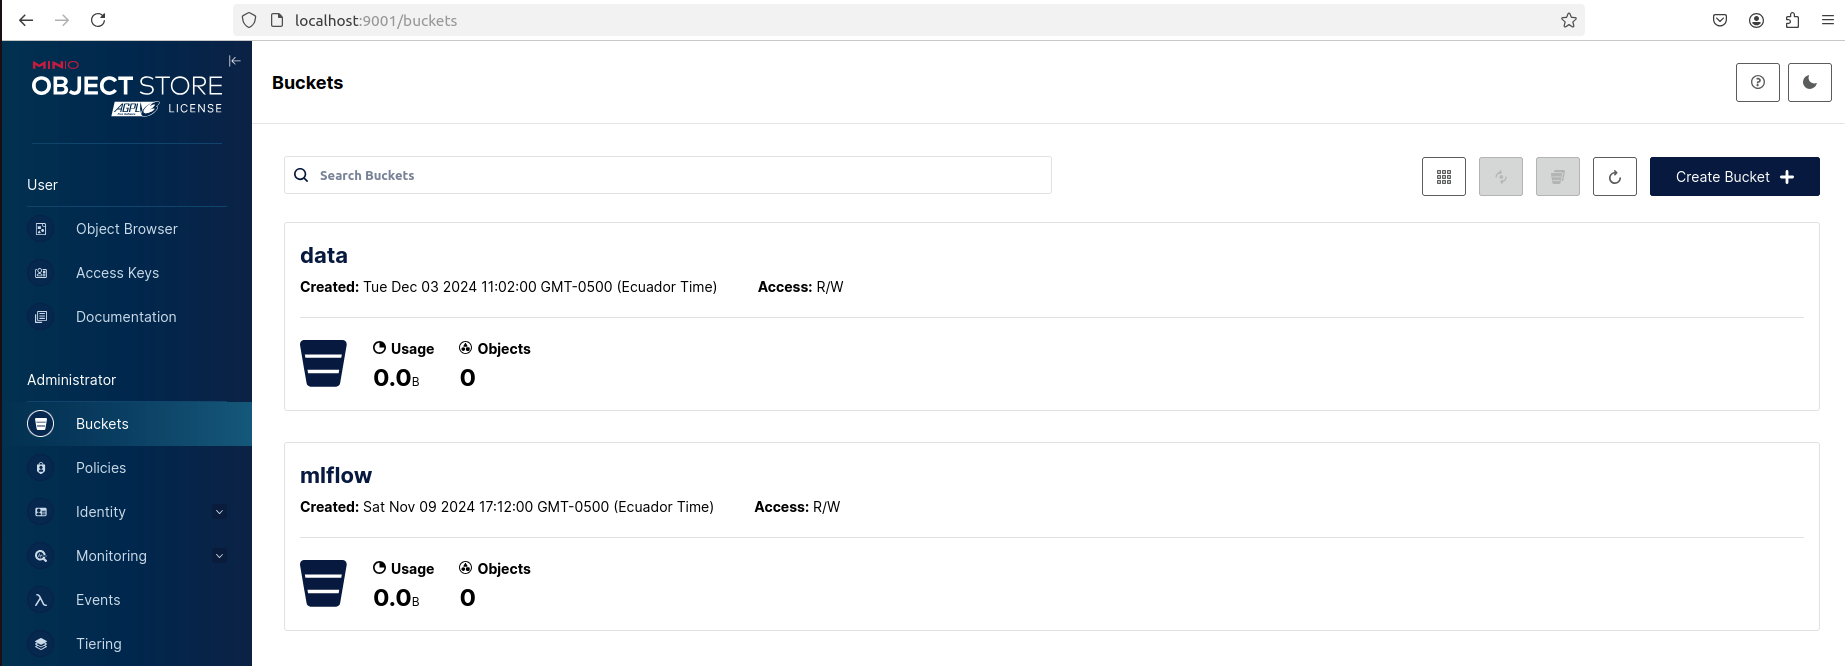 localhost:9001/buckets
MINIO
OBJECT STORE
AGPL V3 LICENSE
Buckets
User
Object Browser
Access Keys
Documentation
Administrator
Buckets
Policies
Identity
Monitoring
Events
Tiering
Search Buckets
Create Bucket
data
Created: Tue Dec 03 2024 11:02:00 GMT-0500 (Ecuador Time) Access: R/W
Usage Objects
0.0B 0
mlflow
Created: Sat Nov 09 2024 17:12:00 GMT-0500 (Ecuador Time) Access: R/W
Usage Objects
0.0B 0